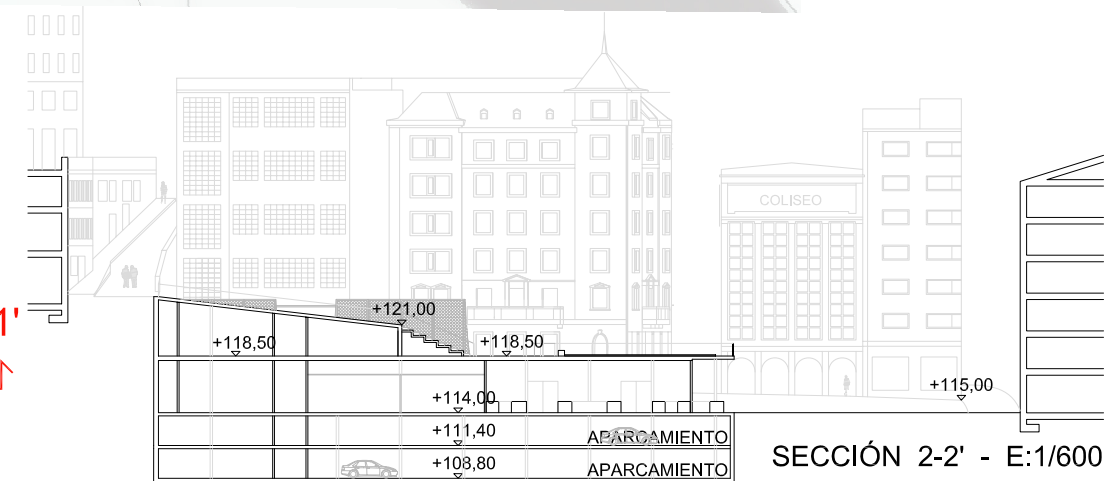 COLISEO
1'
+121,00
+118,50
+118,50
+115,00
+114,00
+111,40
APARCAMIENTO
+108,80
APARCAMIENTO
SECCIÓN 2-2' - E:1/600